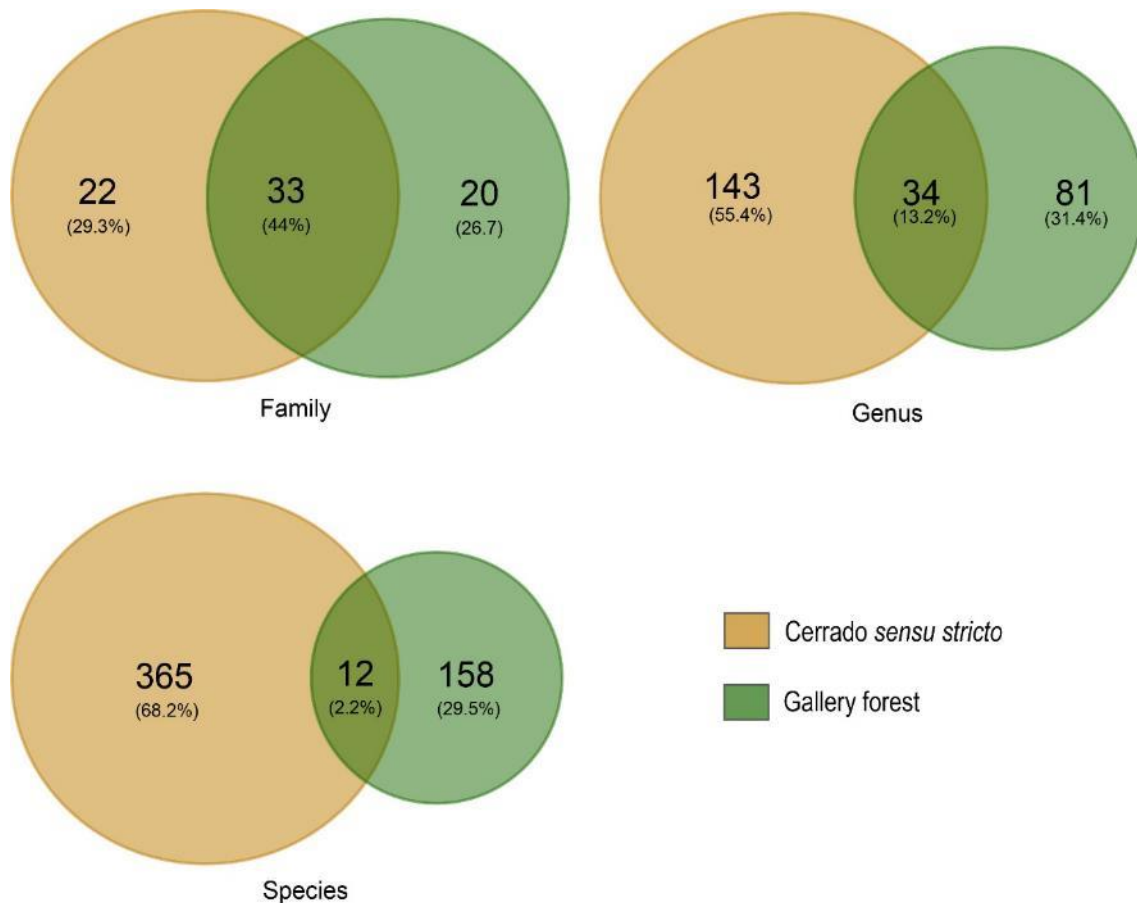 22 33 20
(29.3%) (44%) (26.7)
Family
143 34 81
(55.4%) (13.2%) (31.4%)
Genus
365 12 158
(68.2%) (2.2%) (29.5%)
Species
Cerrado sensu stricto
Gallery forest